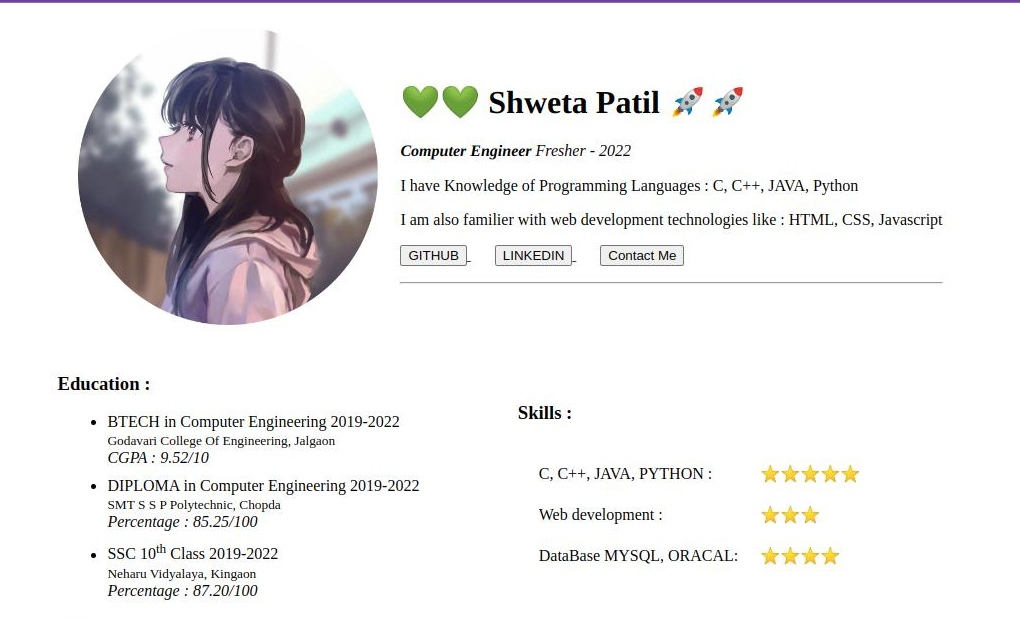 💚💚 Shweta Patil 🚀🚀
Computer Engineer Fresher - 2022
I have Knowledge of Programming Languages : C, C++, JAVA, Python
I am also familier with web development technologies like : HTML, CSS, Javascript
GITHUB LINKEDIN Contact Me
Education :
BTECH in Computer Engineering 2019-2022
Godavari College Of Engineering, Jalgaon
CGPA : 9.52/10
DIPLOMA in Computer Engineering 2019-2022
SMT S S P Polytechnic, Chopda
Percentage : 85.25/100
SSC 10th Class 2019-2022
Neharu Vidyalaya, Kingaon
Percentage : 87.20/100
Skills :
C, C++, JAVA, PYTHON : ⭐⭐⭐⭐⭐
Web development : ⭐⭐⭐
DataBase MYSQL, ORACAL: ⭐⭐⭐⭐